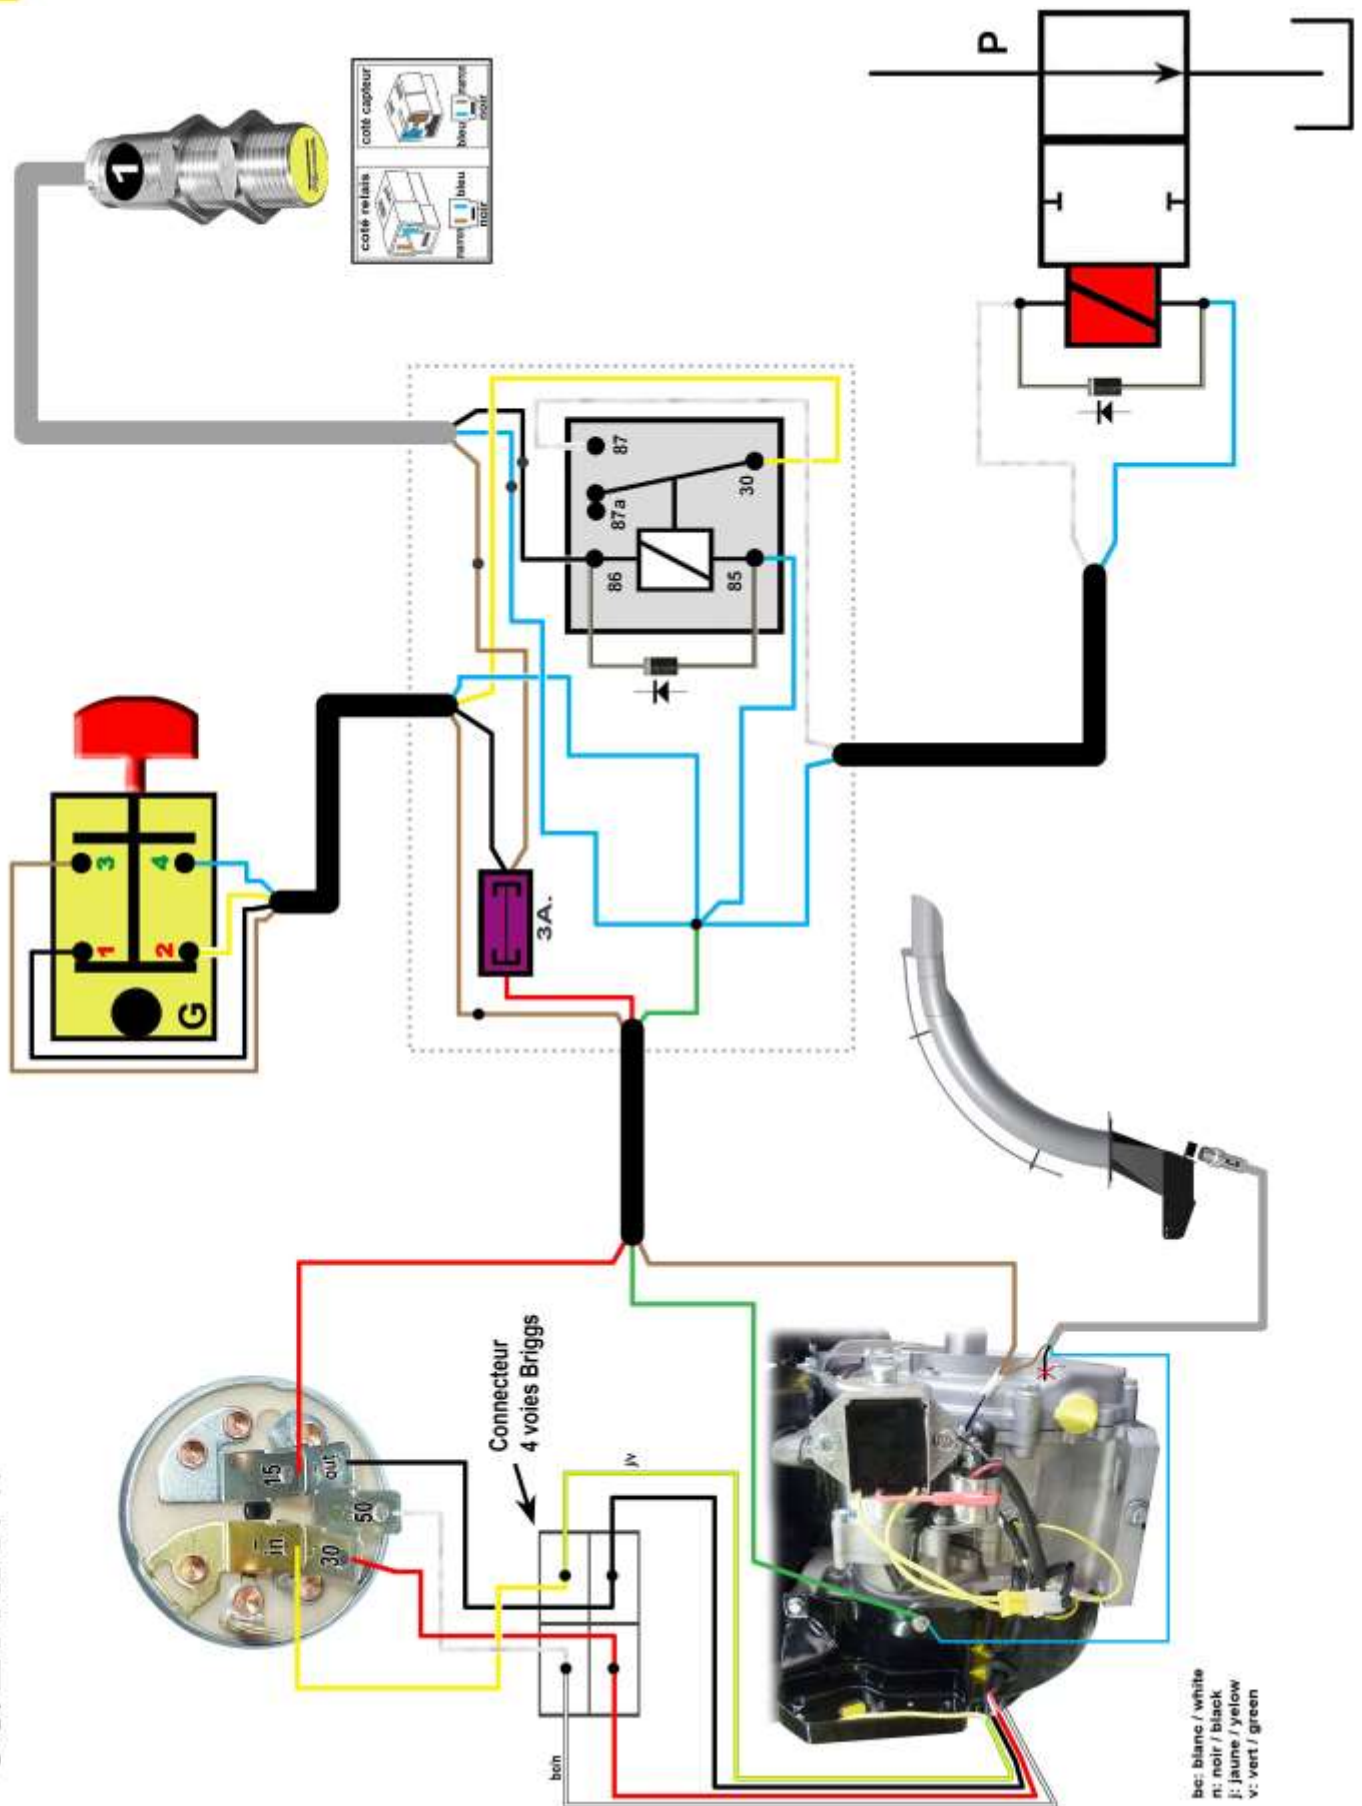 1
coté relais
marron
bleu
noir
coté capteur
bleu
marron
noir
P
87
87a
30
86
85
3
4
1
2
G
3A.
15
out
50
in
30
Connecteur
4 voies Briggs
j/v
bc/n
bc: blanc / white
n: noir / black
j: jaune / yelow
v: vert / green